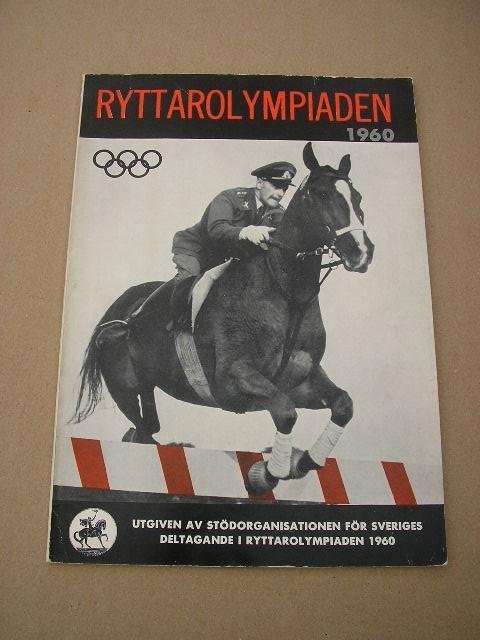 RYTTAROLYMPIADEN
1960
UTGIVEN AV STÖDORGANISATIONEN FÖR SVERIGES
DELTAGANDE I RYTTAROLYMPIADEN 1960